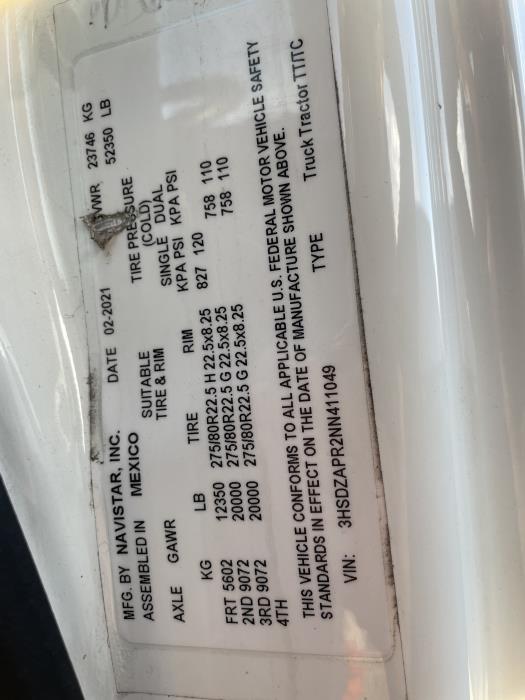 MFG. BY NAVISTAR, INC. DATE 02-2021 VWR 23746 KG
ASSEMBLED IN MEXICO 52350 LB
SUITABLE TIRE PRESSURE
TIRE & RIM (COLD)
AXLE GAWR SINGLE DUAL
TIRE RIM KPA PSI KPA PSI
KG LB
FRT 5602 12350 275/80R22.5 H 22.5x8.25 827 120
2ND 9072 20000 275/80R22.5 G 22.5x8.25 758 110
3RD 9072 20000 275/80R22.5 G 22.5x8.25 758 110
4TH
THIS VEHICLE CONFORMS TO ALL APPLICABLE U.S. FEDERAL MOTOR VEHICLE SAFETY
STANDARDS IN EFFECT ON THE DATE OF MANUFACTURE SHOWN ABOVE.
VIN: 3HSDZAPR2NN411049 TYPE Truck Tractor TT/TC